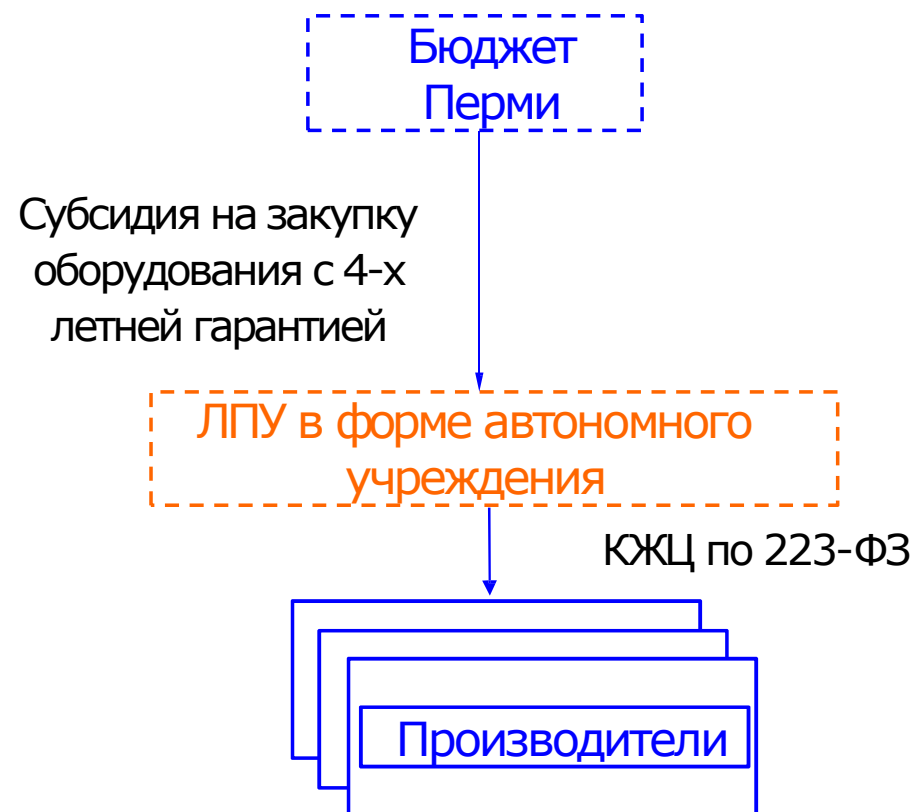 Бюджет
Перми
Субсидия на закупку
оборудования с 4-х
летней гарантией
ЛПУ в форме автономного
учреждения
КЖЦ по 223-ФЗ
Производители